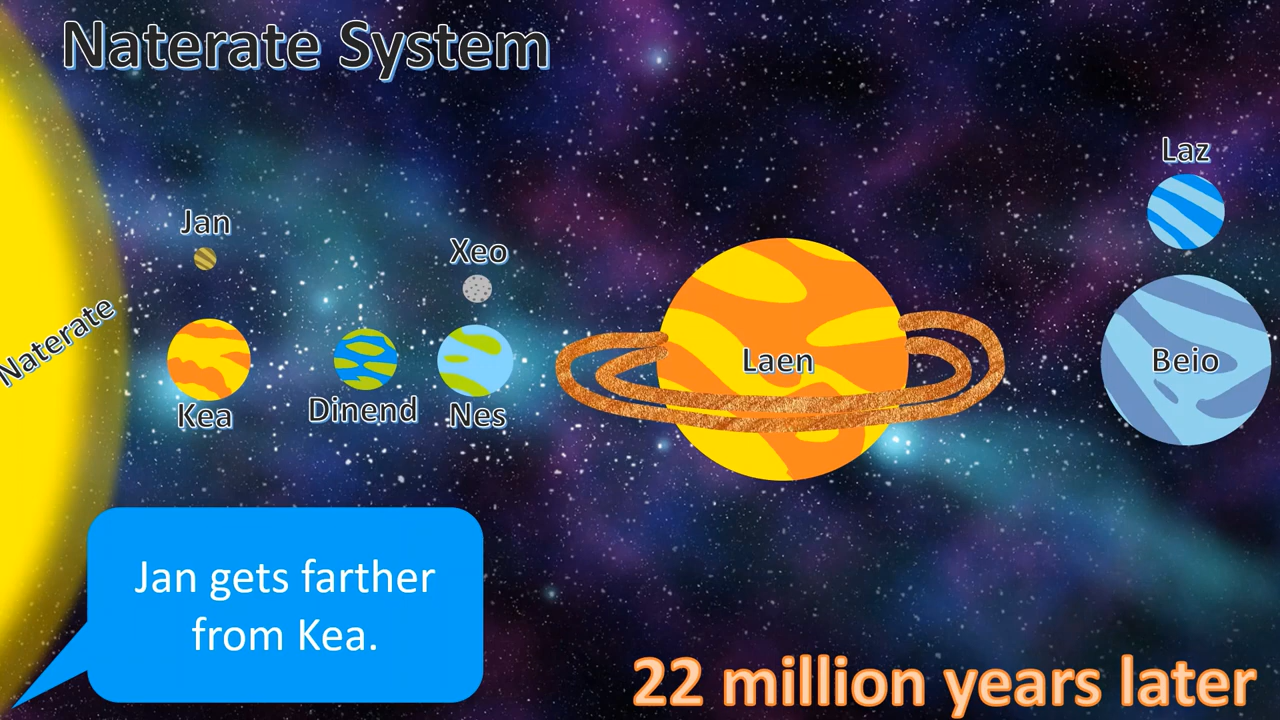 Naterate System
Laz
Jan
Xeo
Naterate
Laen
Beio
Kea
Dinend
Nes
Jan gets farther
from Kea.
22 million years later